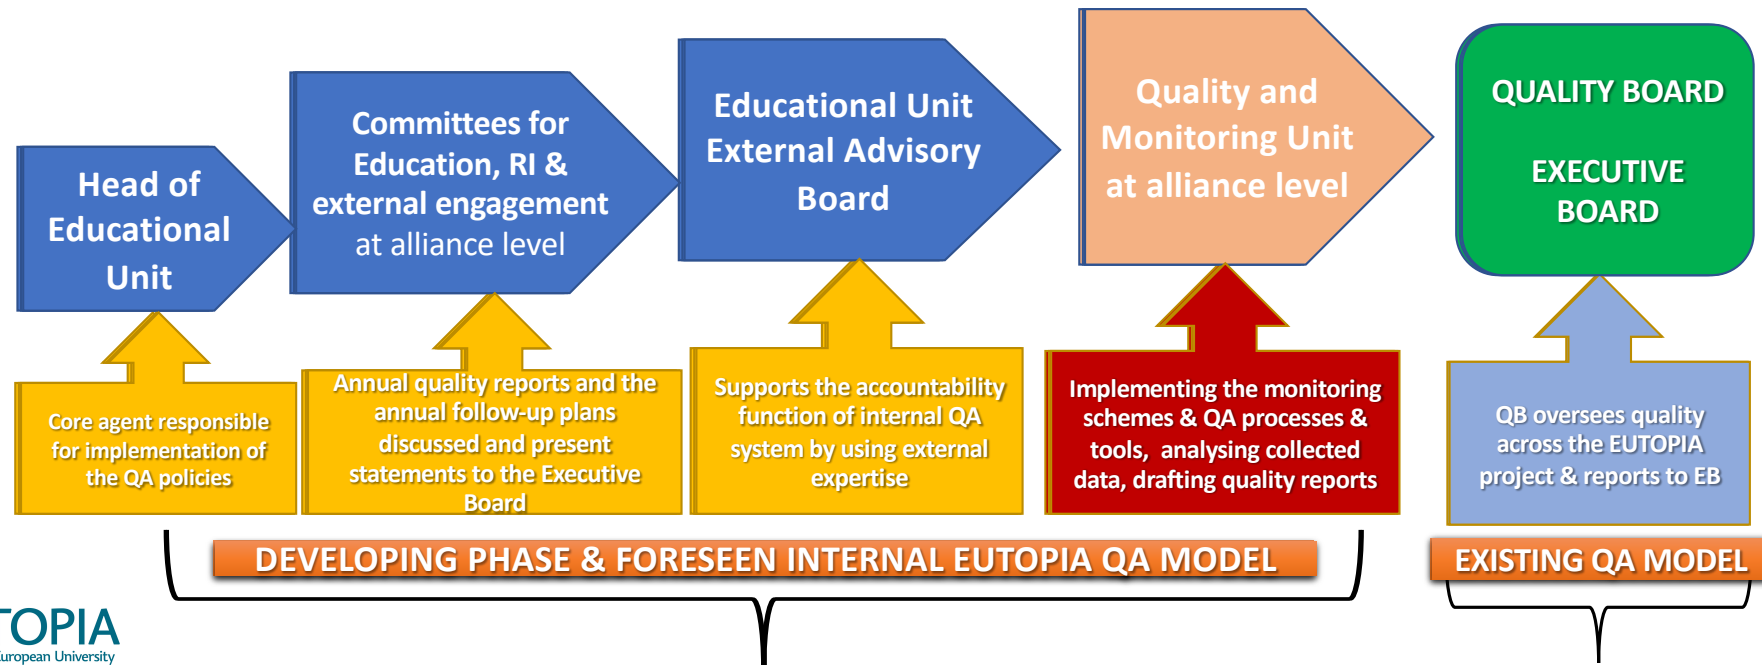 Head of
Educational
Unit
Committees for
Education, RI &
external engagement
at alliance level
Educational Unit
External Advisory
Board
Quality and
Monitoring Unit
at alliance level
QUALITY BOARD
EXECUTIVE
BOARD
Core agent responsible
for implementation of
the QA policies
Annual quality reports and the
annual follow-up plans
discussed and present
statements to the Executive
Board
Supports the accountability
function of internal QA
system by using external
expertise
Implementing the monitoring
schemes & QA processes &
tools, analysing collected
data, drafting quality reports
QB oversees quality
across the EUTOPIA
project & reports to EB
DEVELOPING PHASE & FORESEEN INTERNAL EUTOPIA QA MODEL
EXISTING QA MODEL
TOPIA
European University